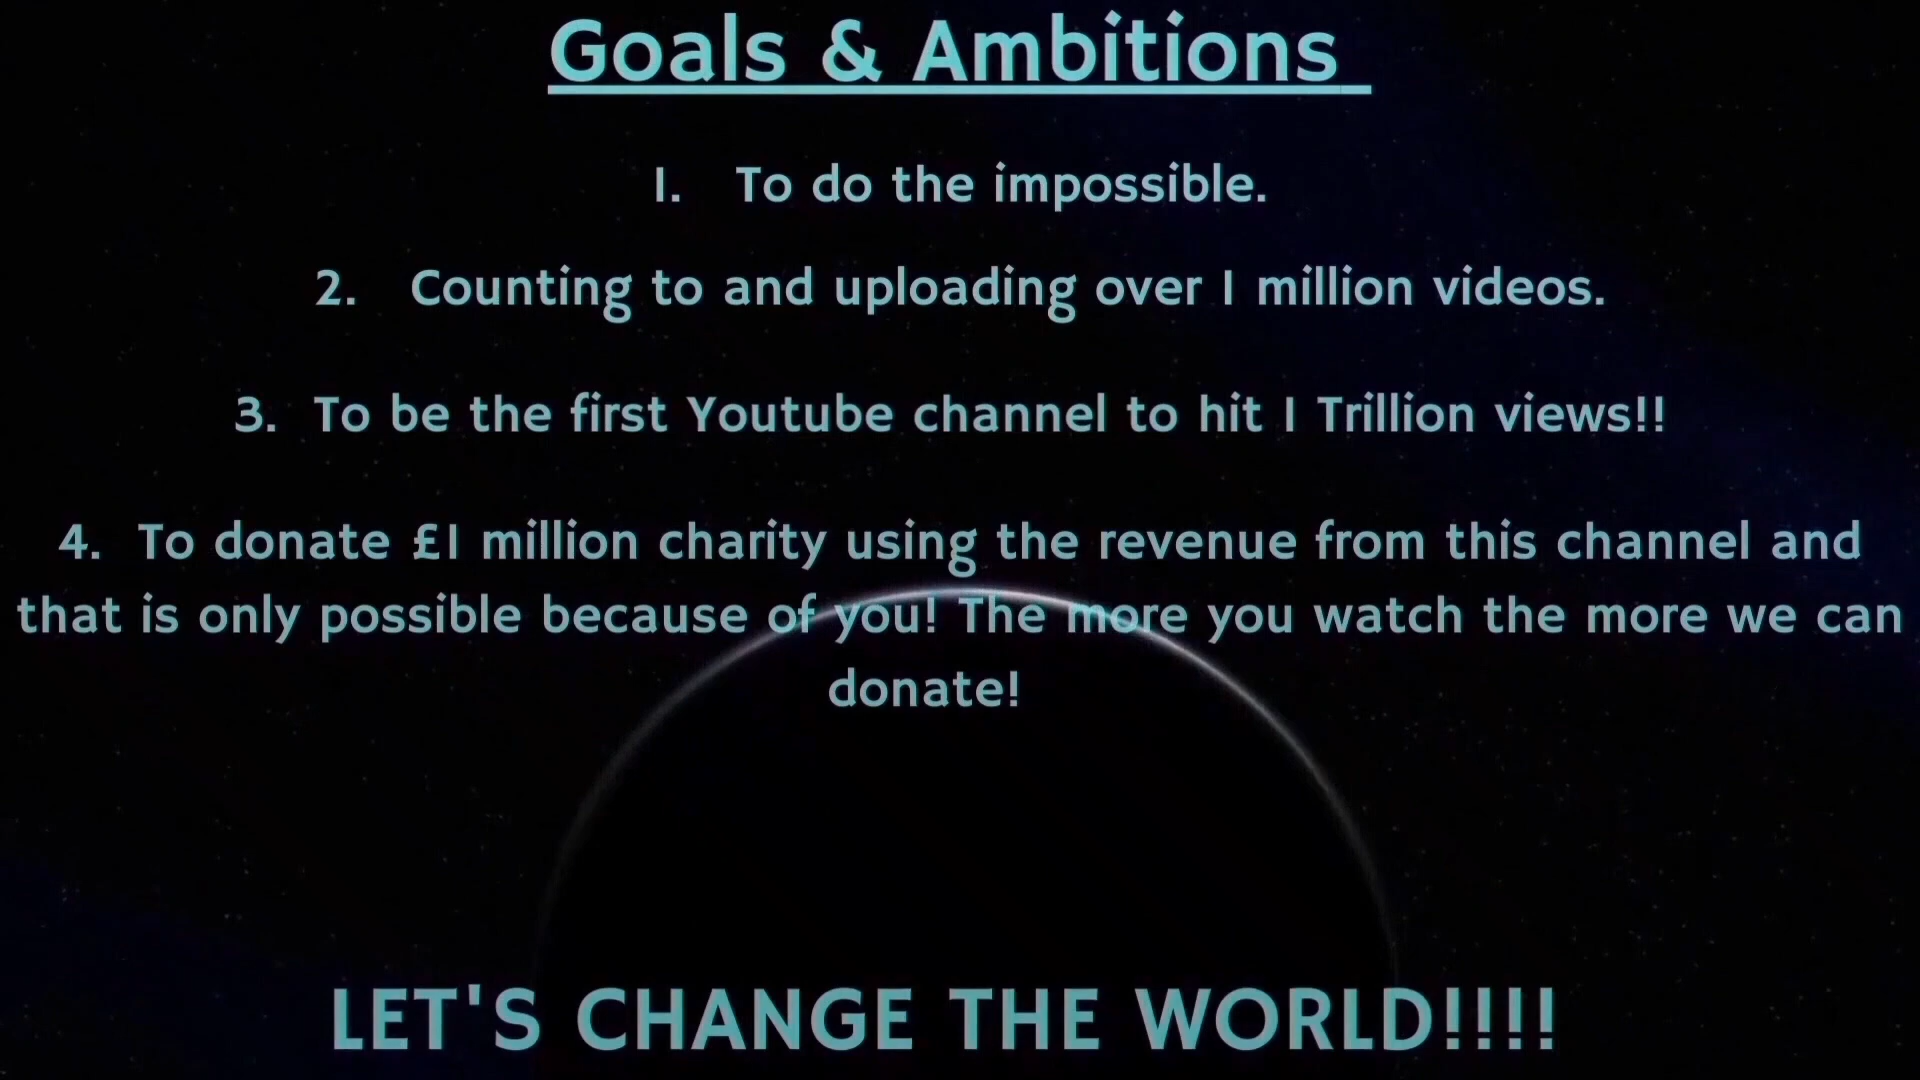 Goals & Ambitions
1. To do the impossible.
2. Counting to and uploading over 1 million videos.
3. To be the first Youtube channel to hit 1 Trillion views!!
4. To donate £1 million charity using the revenue from this channel and
that is only possible because of you! The more you watch the more we can
donate!
LET'S CHANGE THE WORLD!!!!